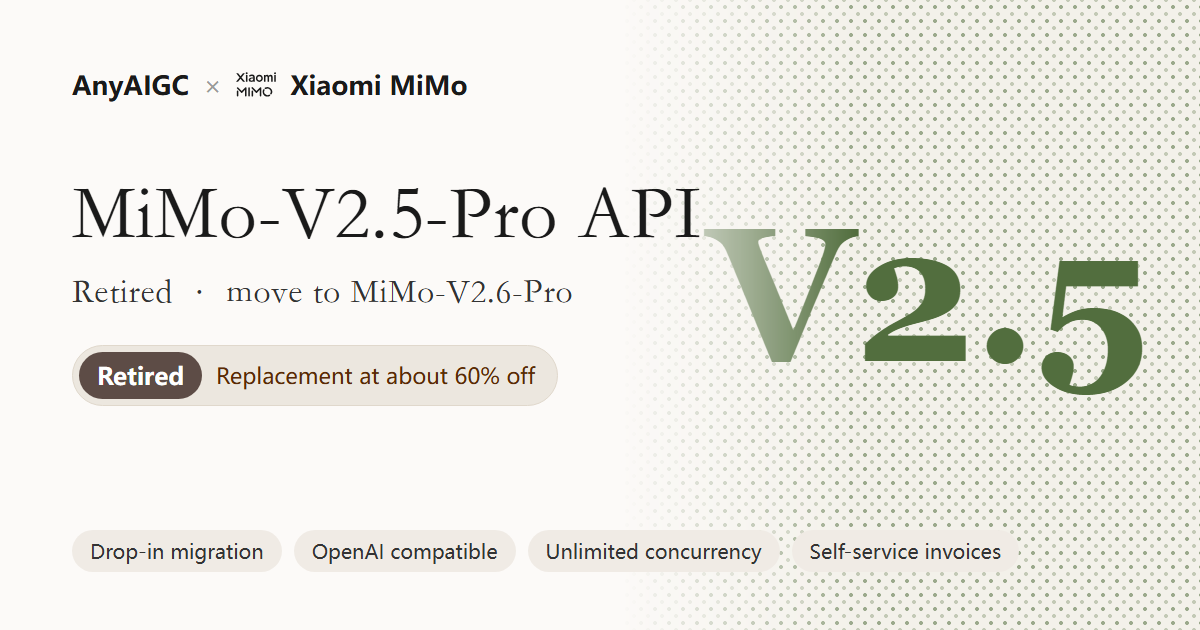 AnyAIGC × Xiaomi MIMO Xiaomi MiMo
MiMo-V2.5-Pro API
V2.5
Retired · move to MiMo-V2.6-Pro
Retired Replacement at about 60% off
Drop-in migration OpenAI compatible Unlimited concurrency Self-service invoices